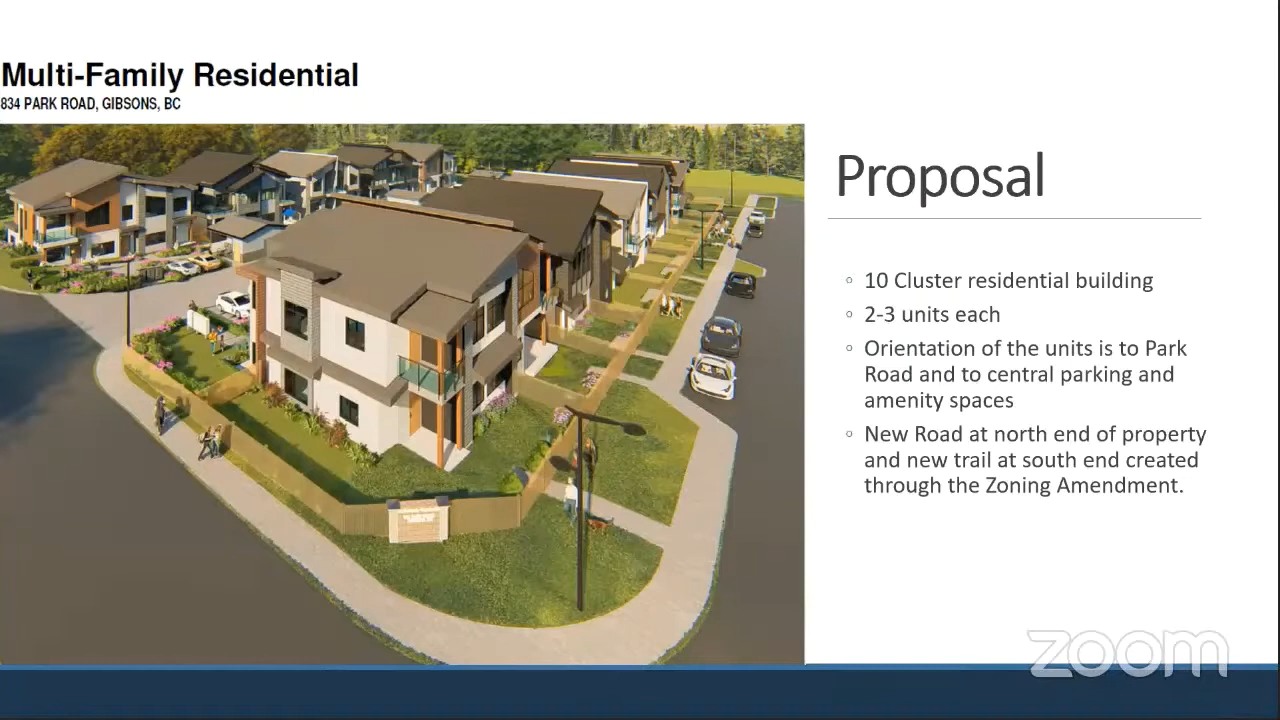 Multi-Family Residential
834 PARK ROAD, GIBSONS, BC
Proposal
◦ 10 Cluster residential building
◦ 2-3 units each
◦ Orientation of the units is to Park
Road and to central parking and
amenity spaces
◦ New Road at north end of property
and new trail at south end created
through the Zoning Amendment.
zoom